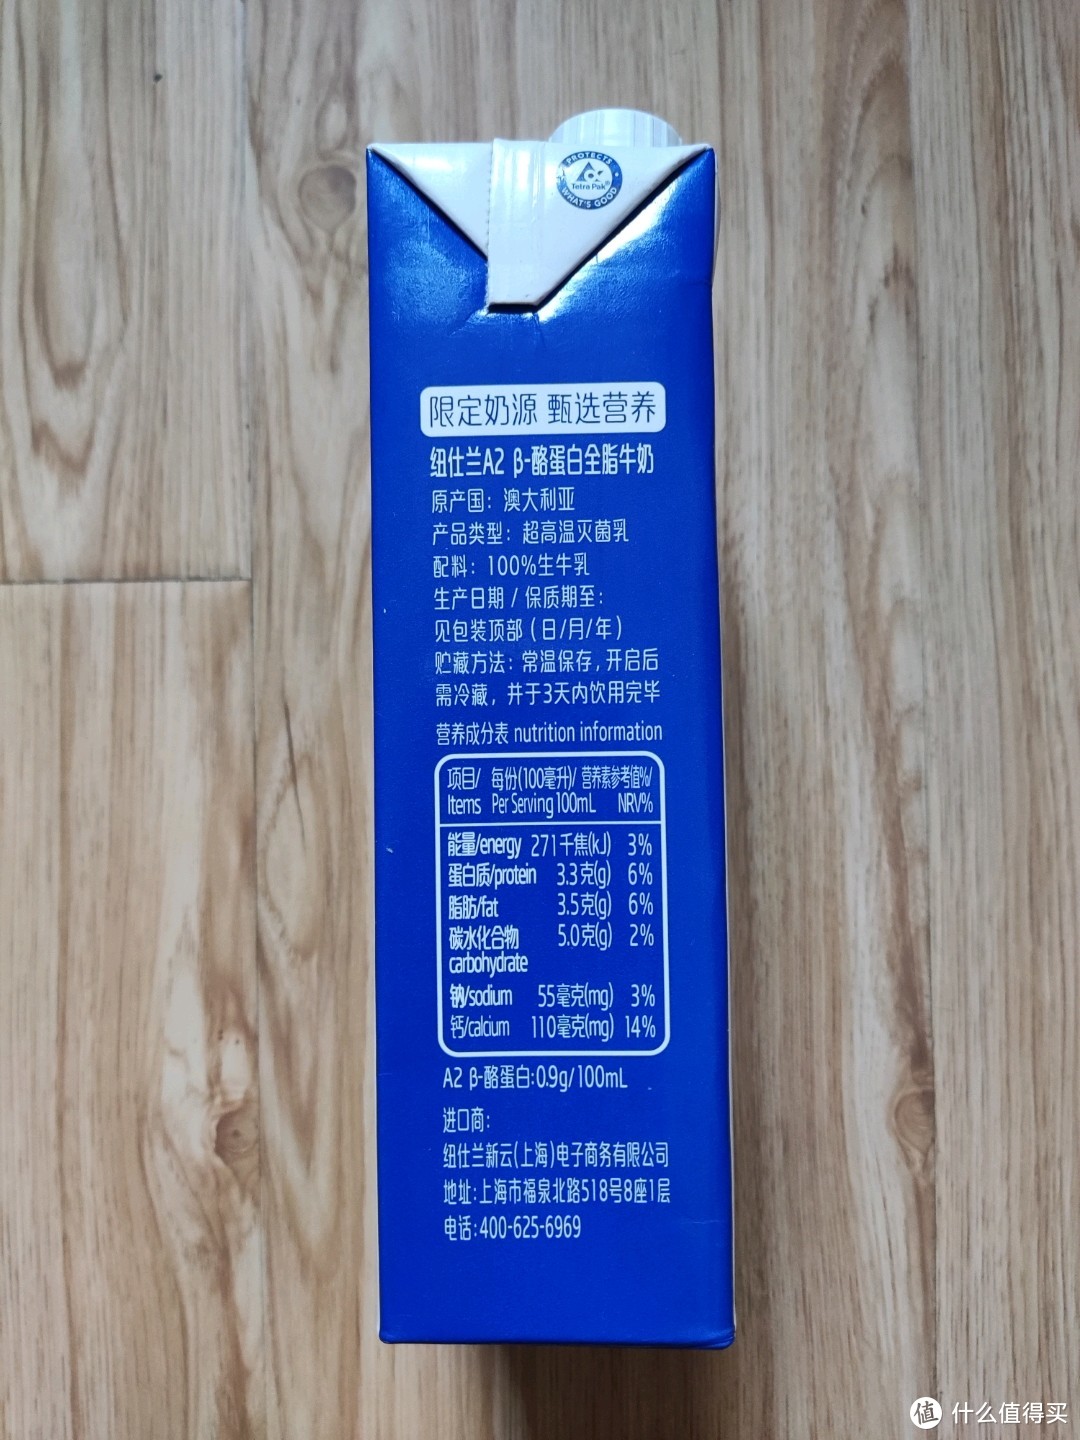 PROTECTS
Tetra Pak®
WHAT'S GOOD
限定奶源 甄选营养
纽仕兰A2 β-酪蛋白全脂牛奶
原产国：澳大利亚
产品类型：超高温灭菌乳
配料：100%生牛乳
生产日期 / 保质期至：
见包装顶部（日/月/年）
贮藏方法：常温保存，开启后
需冷藏，并于3天内饮用完毕
营养成分表 nutrition information
项目/ 每份(100毫升)/ 营养素参考值%/
Items Per Serving 100mL NRV%
能量/energy 271千焦(kJ) 3%
蛋白质/protein 3.3克(g) 6%
脂肪/fat 3.5克(g) 6%
碳水化合物 5.0克(g) 2%
carbohydrate
钠/sodium 55毫克(mg) 3%
钙/calcium 110毫克(mg) 14%
A2 β-酪蛋白:0.9g/100mL
进口商：
纽仕兰新云(上海)电子商务有限公司
地址:上海市福泉北路518号8座1层
电话:400-625-6969
值 什么值得买